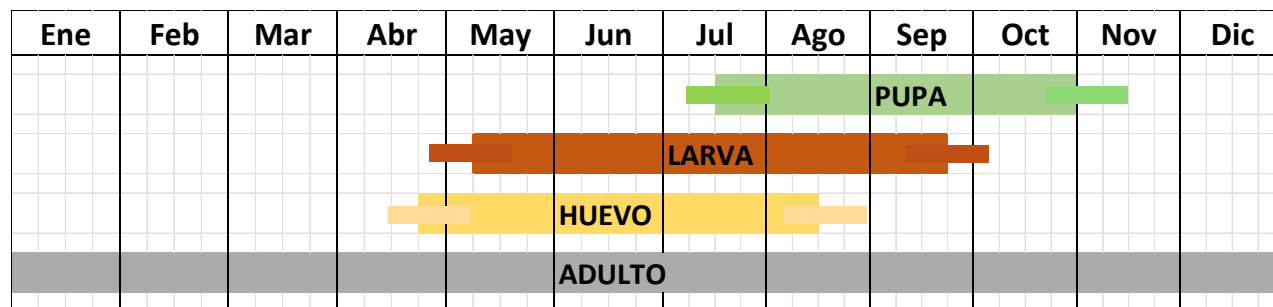 Ene Feb Mar Abr May Jun Jul Ago Sep Oct Nov Dic
PUPA
LARVA
HUEVO
ADULTO